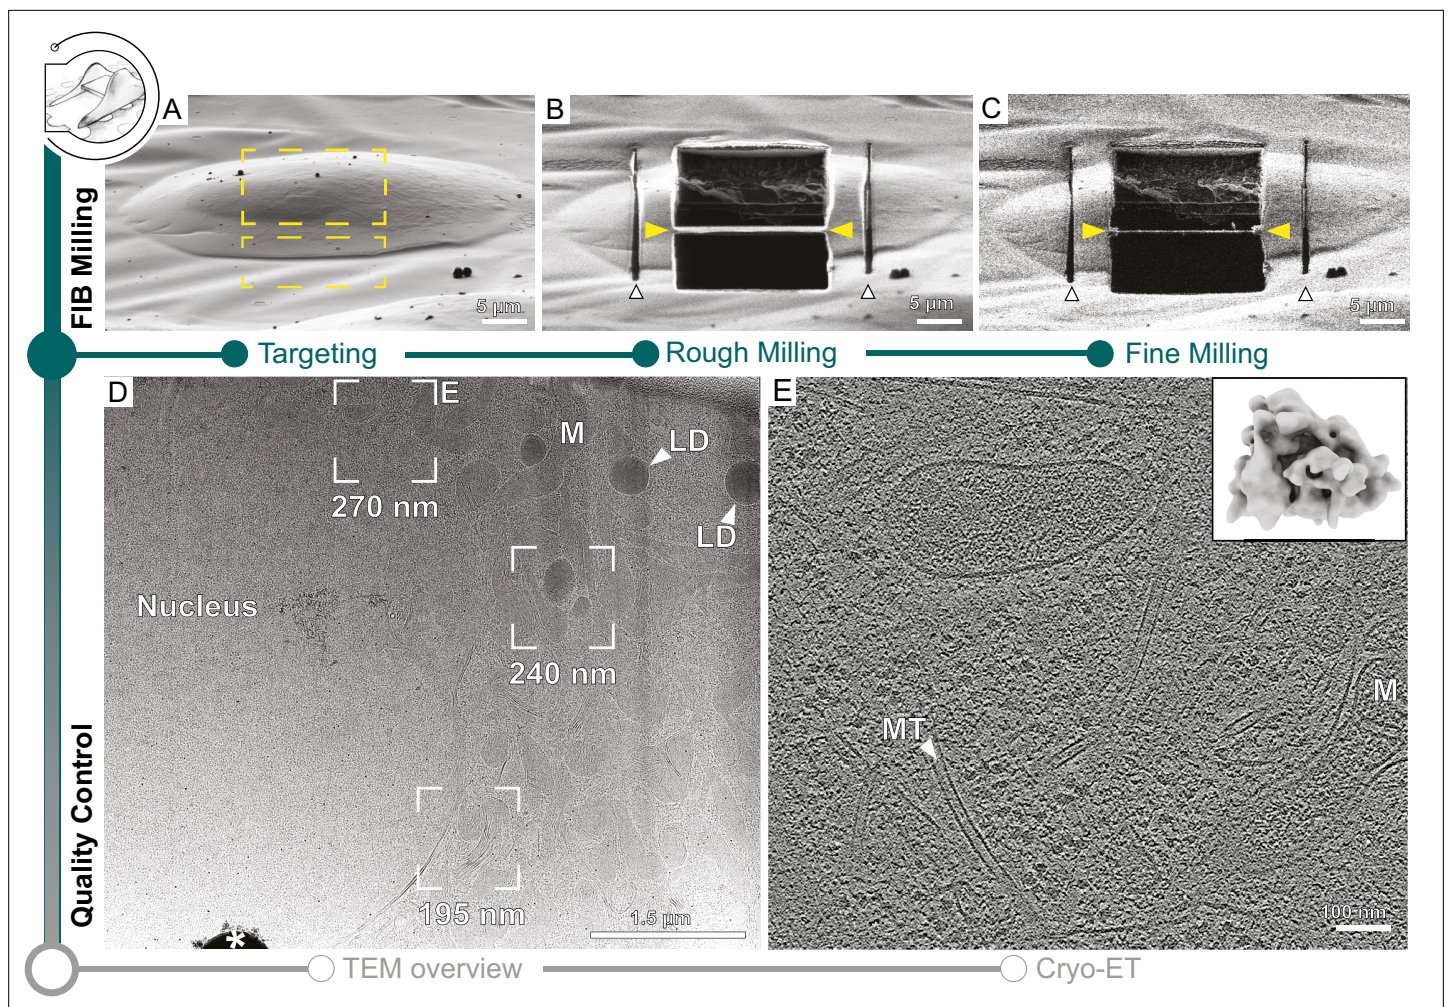 A
B
C
FIB Milling
5 µm
5 µm
5 µm
Targeting
Rough Milling
Fine Milling
D
E
M
LD
270 nm
LD
Nucleus
240 nm
195 nm
1.5 µm
*
E
M
MT
100 nm
Quality Control
TEM overview
Cryo-ET